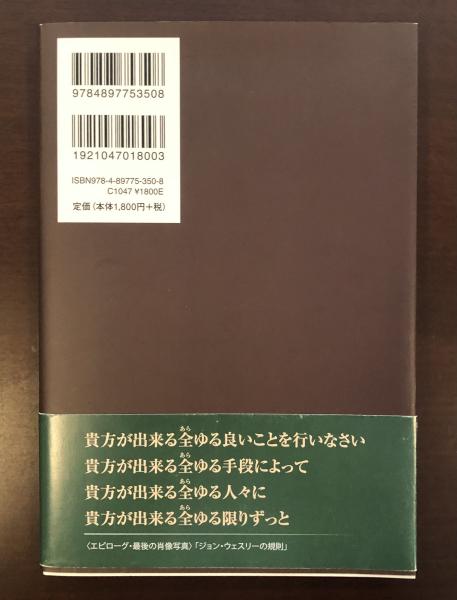 9784897753508
1921047018003
ISBN978-4-89775-350-8
C1047 ¥1800E
定価(本体1,800円+税)
貴方が出来る全ゆる良いことを行いなさい
貴方が出来る全ゆる手段によって
貴方が出来る全ゆる人々に
貴方が出来る全ゆる限りずっと
〈エピローグ・最後の肖像写真〉「ジョン・ウェスリーの規則」